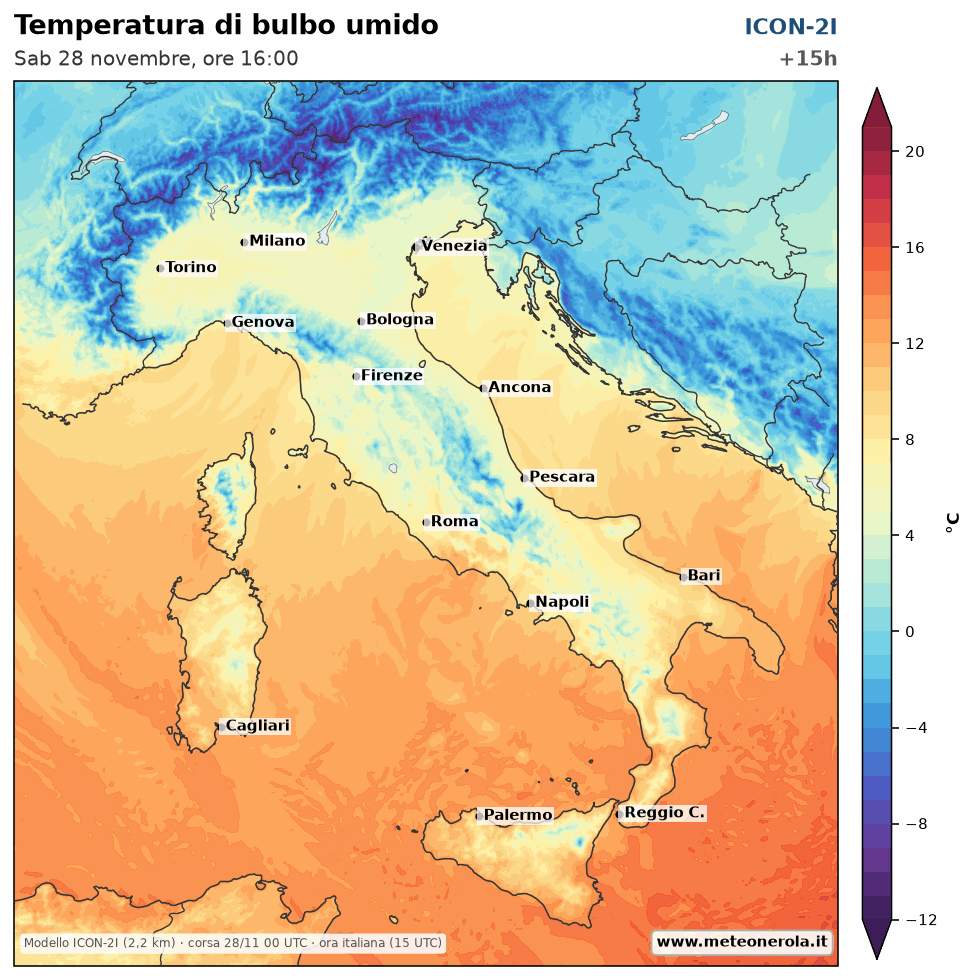 Temperatura di bulbo umido
ICON-2I
Sab 28 novembre, ore 16:00
+15h
20
16
12
8
4
0
−4
−8
−12
°C
Milano
Venezia
Torino
Genova
Bologna
Firenze
Ancona
Pescara
Roma
Bari
Napoli
Cagliari
Palermo
Reggio C.
Modello ICON-2I (2,2 km) · corsa 28/11 00 UTC · ora italiana (15 UTC)
www.meteonerola.it